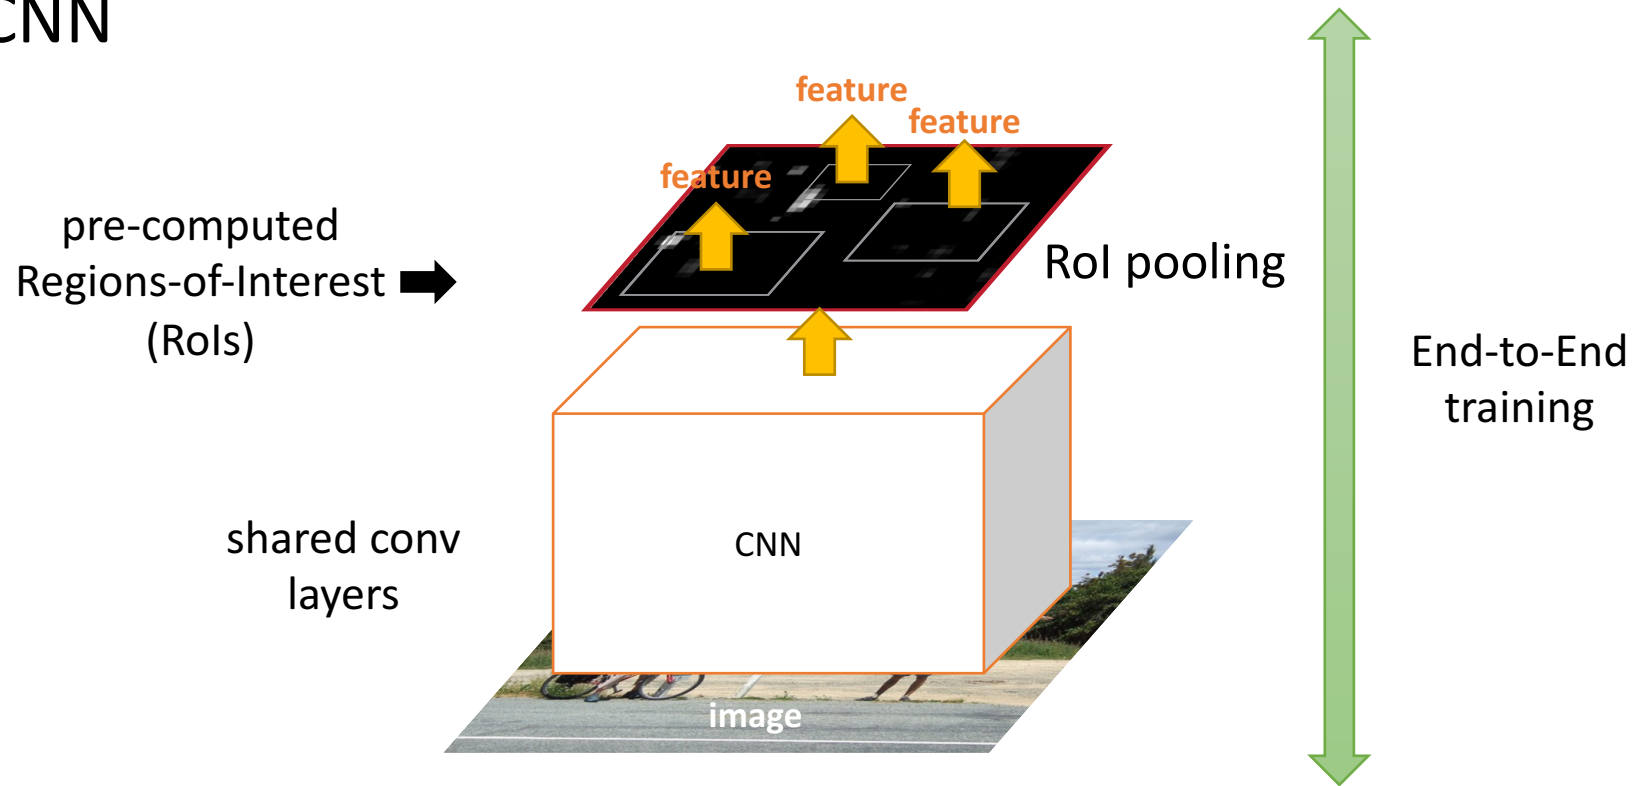 CNN
feature
feature
feature
pre-computed
Regions-of-Interest
(RoIs)
RoI pooling
End-to-End
training
shared conv
layers
CNN
image